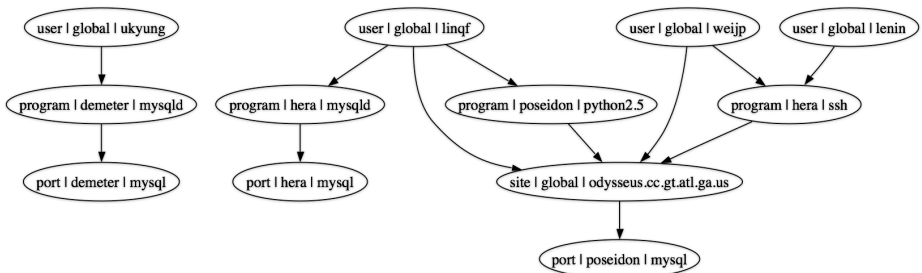 user | global | ukyung
user | global | linqf
user | global | weijp
user | global | lenin
program | demeter | mysqld
program | hera | mysqld
program | poseidon | python2.5
program | hera | ssh
port | demeter | mysql
port | hera | mysql
site | global | odysseus.cc.gt.atl.ga.us
port | poseidon | mysql